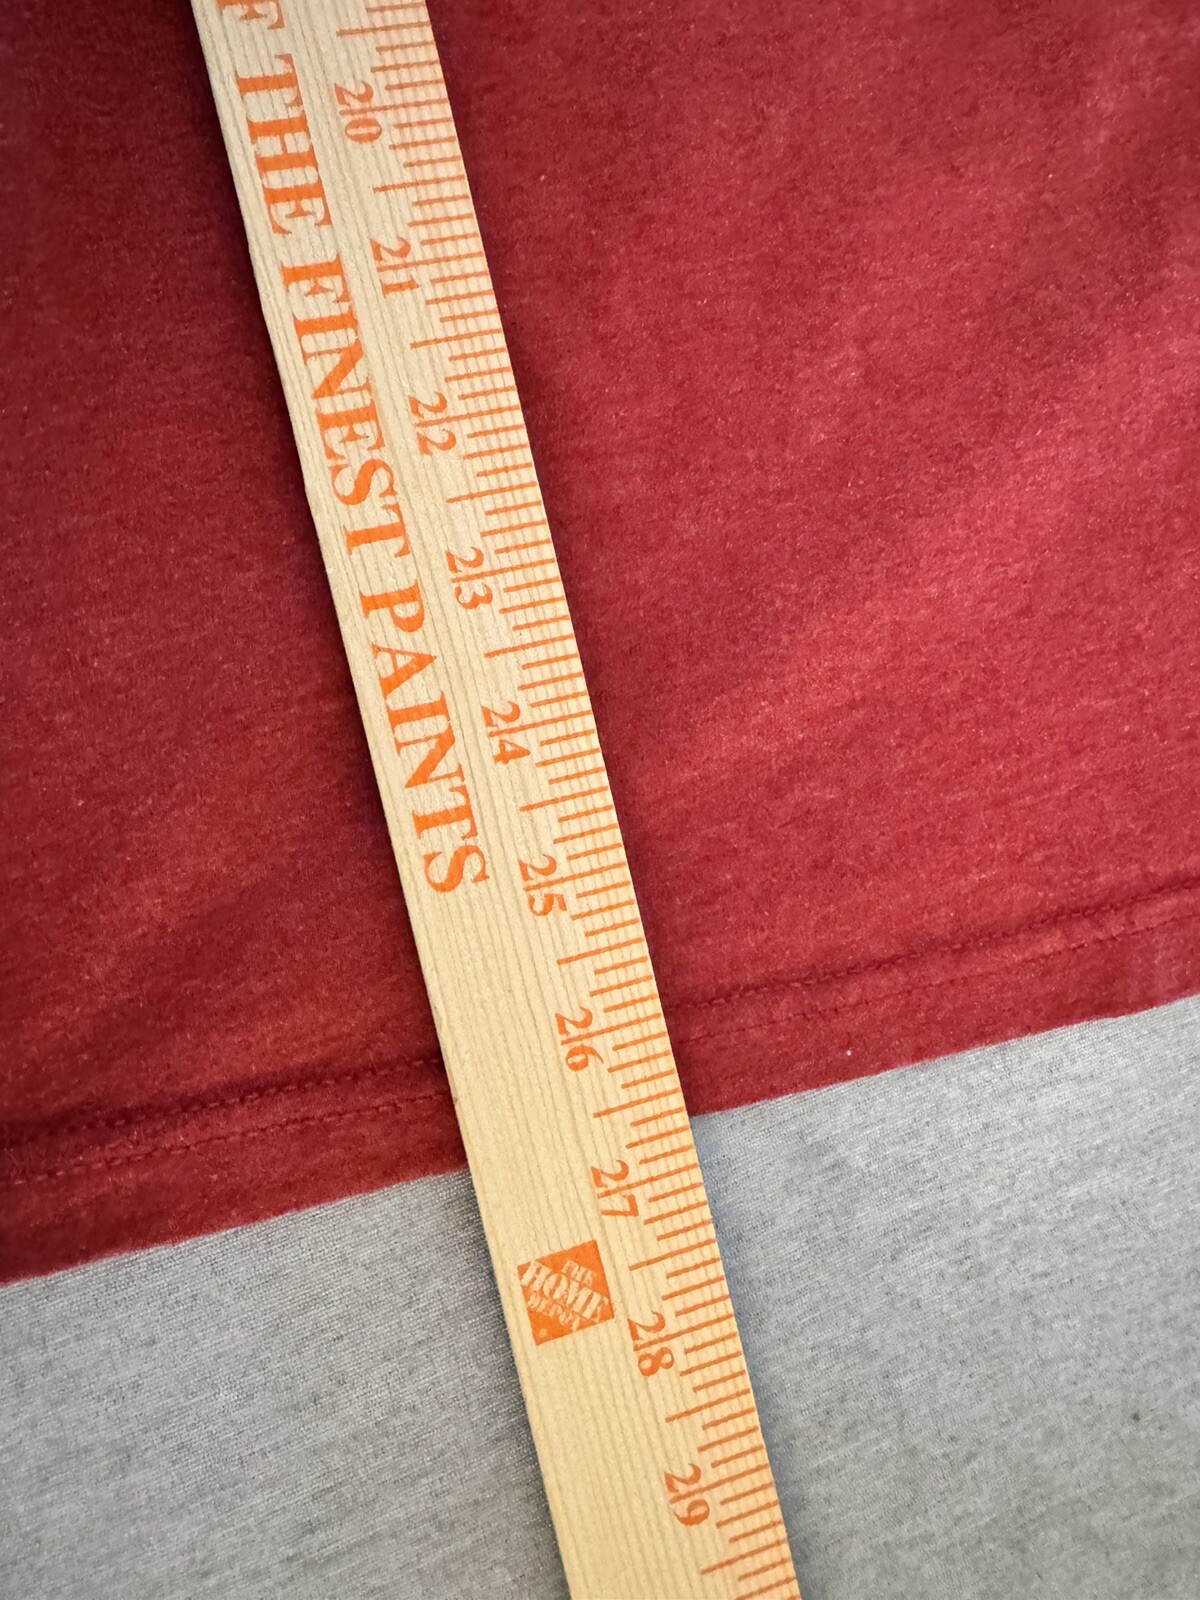 F THE FINEST PAINTS
20
21
22
23
24
25
26
27
28
29
THE
HOME
DEPOT